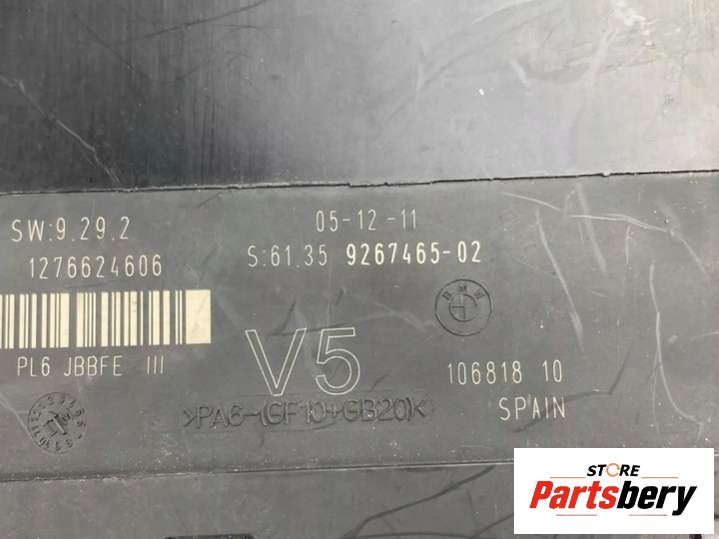 SW:9.29.2
05-12-11
1276624606
S:61.35 9267465-02
BMW
PL6 JBBFE III
V5
106818 10
>PA6-(GF10+GB20)K<
SPAIN
STORE
Partsbery